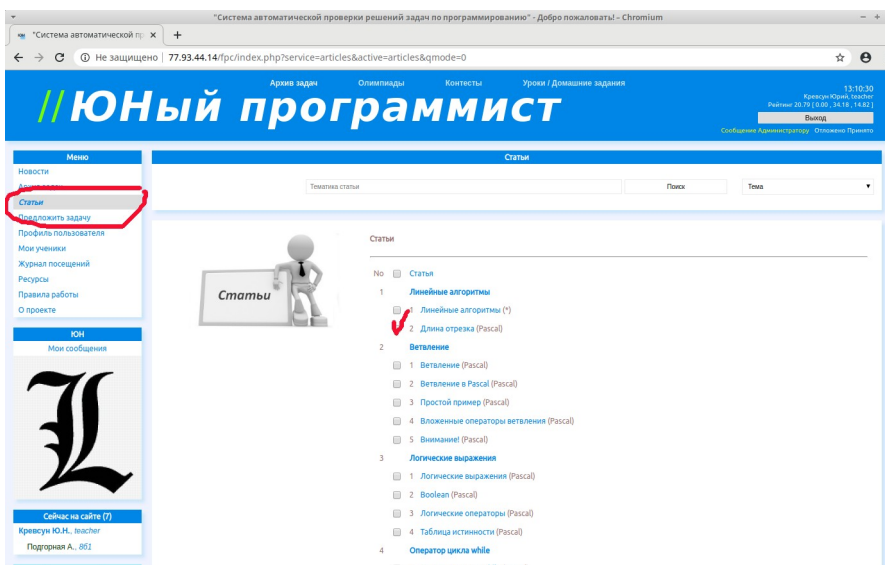 "Система автоматической проверки решений задач по программированию" - Добро пожаловать! – Chromium
"Система автоматической пр
Не защищено | 77.93.44.14/fpc/index.php?service=articles&active=articles&qmode=0
Архив задач Олимпиады Контесты Уроки / Домашние задания
//ЮНый программист
13:10:30
Кревсун Юрий, teacher
Рейтинг 20.79 [ 0.00 , 34.18 , 14.82 ]
Выход
Сообщение Администратору Отложено Принято
Меню
Новости
Статьи
Предложить задачу
Профиль пользователя
Мои ученики
Журнал посещений
Ресурсы
Правила работы
О проекте
ЮН
Мои сообщения
L
Сейчас на сайте (7)
Кревсун Ю.Н., teacher
Подгорная А., 8б1
Статьи
Тематика статьи Поиск Тема
Статьи
Статьи
No Статья
1 Линейные алгоритмы
1 Линейные алгоритмы (*)
2 Длина отрезка (Pascal)
2 Ветвление
1 Ветвление (Pascal)
2 Ветвление в Pascal (Pascal)
3 Простой пример (Pascal)
4 Вложенные операторы ветвления (Pascal)
5 Внимание! (Pascal)
3 Логические выражения
1 Логические выражения (Pascal)
2 Boolean (Pascal)
3 Логические операторы (Pascal)
4 Таблица истинности (Pascal)
4 Оператор цикла while